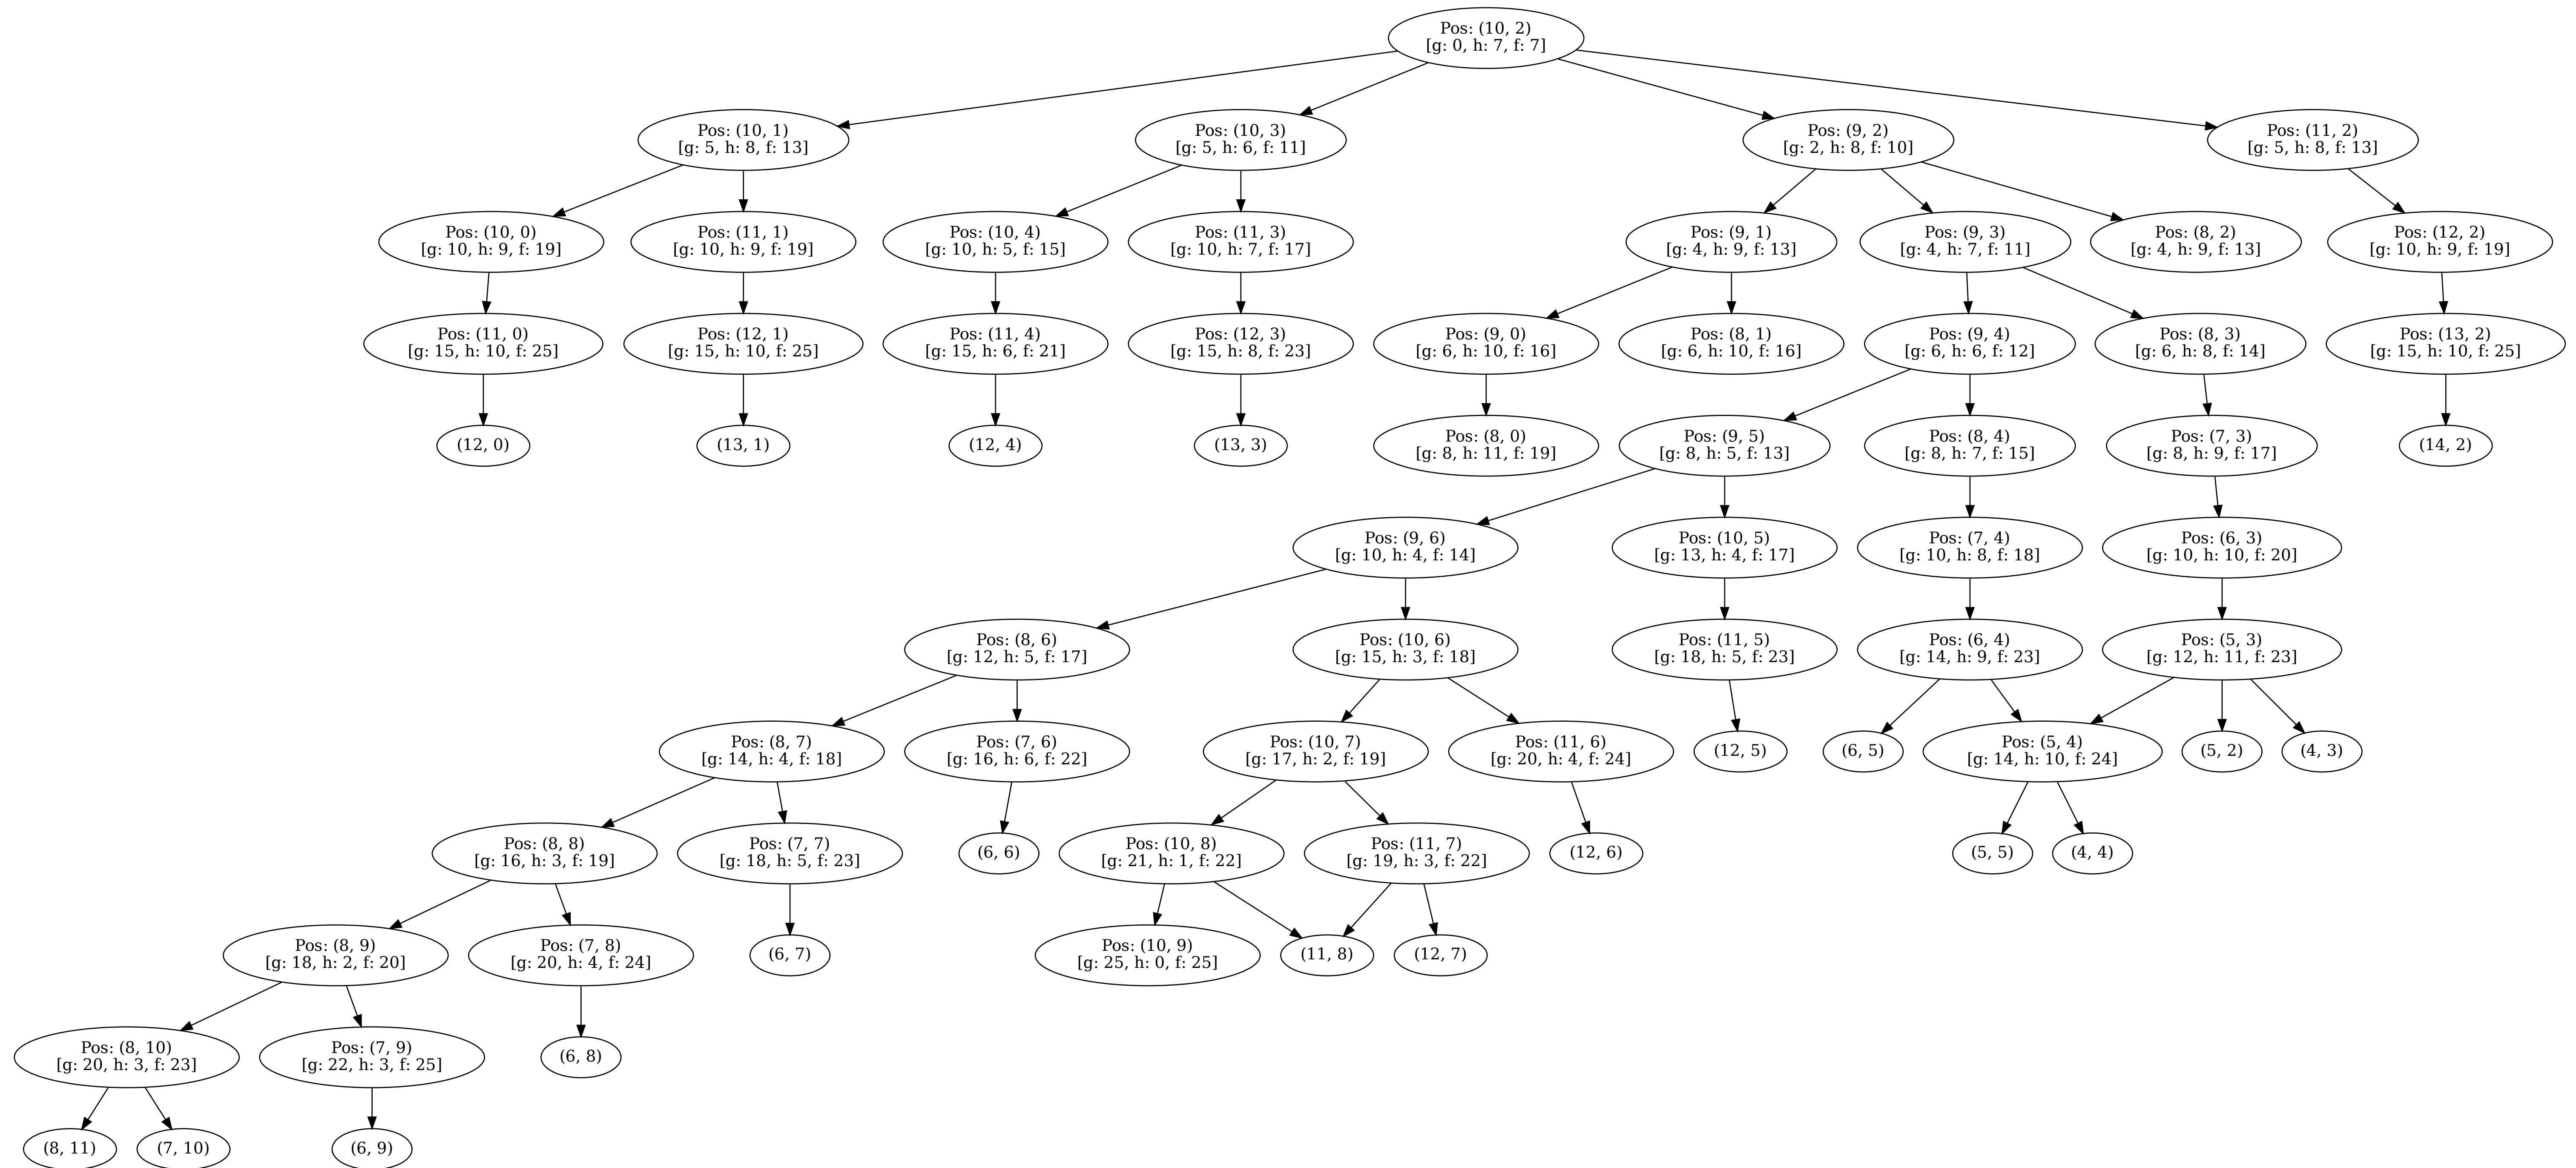 Pos: (10, 2)
[g: 0, h: 7, f: 7]
Pos: (10, 1)
[g: 5, h: 8, f: 13]
Pos: (10, 3)
[g: 5, h: 6, f: 11]
Pos: (9, 2)
[g: 2, h: 8, f: 10]
Pos: (11, 2)
[g: 5, h: 8, f: 13]
Pos: (10, 0)
[g: 10, h: 9, f: 19]
Pos: (11, 1)
[g: 10, h: 9, f: 19]
Pos: (10, 4)
[g: 10, h: 5, f: 15]
Pos: (11, 3)
[g: 10, h: 7, f: 17]
Pos: (9, 1)
[g: 4, h: 9, f: 13]
Pos: (9, 3)
[g: 4, h: 7, f: 11]
Pos: (8, 2)
[g: 4, h: 9, f: 13]
Pos: (12, 2)
[g: 10, h: 9, f: 19]
Pos: (11, 0)
[g: 15, h: 10, f: 25]
Pos: (12, 1)
[g: 15, h: 10, f: 25]
Pos: (11, 4)
[g: 15, h: 6, f: 21]
Pos: (12, 3)
[g: 15, h: 8, f: 23]
Pos: (9, 0)
[g: 6, h: 10, f: 16]
Pos: (8, 1)
[g: 6, h: 10, f: 16]
Pos: (9, 4)
[g: 6, h: 6, f: 12]
Pos: (8, 3)
[g: 6, h: 8, f: 14]
Pos: (13, 2)
[g: 15, h: 10, f: 25]
(12, 0)
(13, 1)
(12, 4)
(13, 3)
Pos: (8, 0)
[g: 8, h: 11, f: 19]
Pos: (9, 5)
[g: 8, h: 5, f: 13]
Pos: (8, 4)
[g: 8, h: 7, f: 15]
Pos: (7, 3)
[g: 8, h: 9, f: 17]
(14, 2)
Pos: (9, 6)
[g: 10, h: 4, f: 14]
Pos: (10, 5)
[g: 13, h: 4, f: 17]
Pos: (7, 4)
[g: 10, h: 8, f: 18]
Pos: (6, 3)
[g: 10, h: 10, f: 20]
Pos: (8, 6)
[g: 12, h: 5, f: 17]
Pos: (10, 6)
[g: 15, h: 3, f: 18]
Pos: (11, 5)
[g: 18, h: 5, f: 23]
Pos: (6, 4)
[g: 14, h: 9, f: 23]
Pos: (5, 3)
[g: 12, h: 11, f: 23]
Pos: (8, 7)
[g: 14, h: 4, f: 18]
Pos: (7, 6)
[g: 16, h: 6, f: 22]
Pos: (10, 7)
[g: 17, h: 2, f: 19]
Pos: (11, 6)
[g: 20, h: 4, f: 24]
(12, 5)
(6, 5)
Pos: (5, 4)
[g: 14, h: 10, f: 24]
(5, 2)
(4, 3)
Pos: (8, 8)
[g: 16, h: 3, f: 19]
Pos: (7, 7)
[g: 18, h: 5, f: 23]
(6, 6)
Pos: (10, 8)
[g: 21, h: 1, f: 22]
Pos: (11, 7)
[g: 19, h: 3, f: 22]
(12, 6)
(5, 5)
(4, 4)
Pos: (8, 9)
[g: 18, h: 2, f: 20]
Pos: (7, 8)
[g: 20, h: 4, f: 24]
(6, 7)
Pos: (10, 9)
[g: 25, h: 0, f: 25]
(11, 8)
(12, 7)
Pos: (8, 10)
[g: 20, h: 3, f: 23]
Pos: (7, 9)
[g: 22, h: 3, f: 25]
(6, 8)
(8, 11)
(7, 10)
(6, 9)